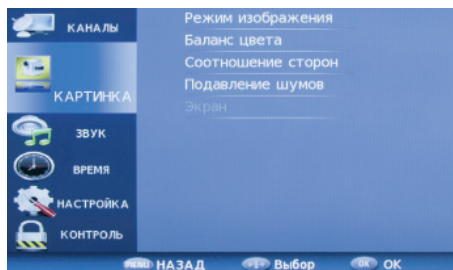 КАНАЛЫ
КАРТИНКА
ЗВУК
ВРЕМЯ
НАСТРОЙКА
КОНТРОЛЬ
Режим изображения
Баланс цвета
Соотношение сторон
Подавление шумов
Экран
MENU НАЗАД Выбор OK ОК